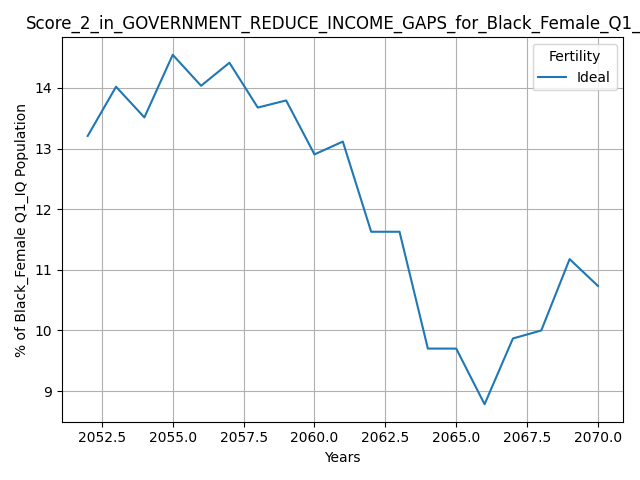 Score_2_in_GOVERNMENT_REDUCE_INCOME_GAPS_for_Black_Female_Q1_
Fertility
Ideal
% of Black_Female Q1_IQ Population
14
13
12
11
10
9
2052.5 2055.0 2057.5 2060.0 2062.5 2065.0 2067.5 2070.0
Years